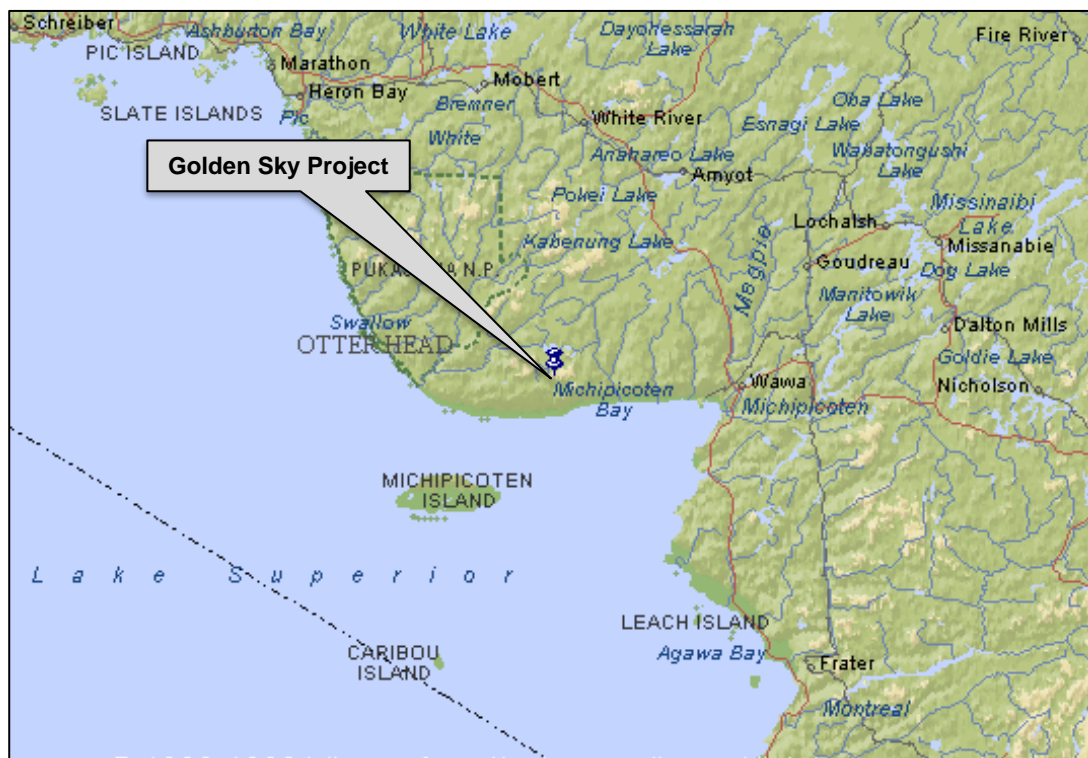 Schreiber
Ashburton Bay
White Lake
Dayohessarah
Lake
Fire River
PIC ISLAND
Marathon
Mobert
Heron Bay
Bremner
Oba Lake
SLATE ISLANDS
Pic
White
White River
Esnagi Lake
Wabatongushi
Lake
Golden Sky Project
Anahareo Lake
Amyot
Pokei Lake
Missinaibi
Lake
Lochalsh
Kabenung Lake
Missanabie
Magpie
Goudreau
Dog Lake
Manitowik
Lake
Swallow
OTTER HEAD
Dalton Mills
Goldie Lake
Michipicoten
Bay
Wawa
Nicholson
Michipicoten
MICHIPICOTEN
ISLAND
Lake Superior
LEACH ISLAND
CARIBOU
ISLAND
Agawa Bay
Frater
Montreal